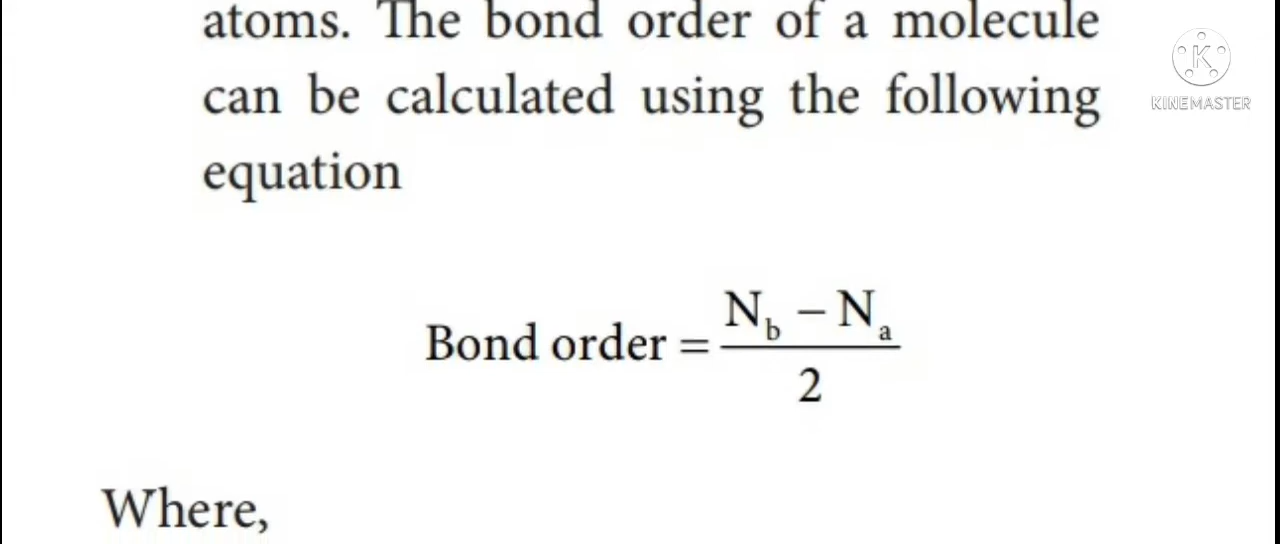 atoms. The bond order of a molecule
can be calculated using the following
equation
Bond order = N_b − N_a / 2
Where,
K
KINEMASTER